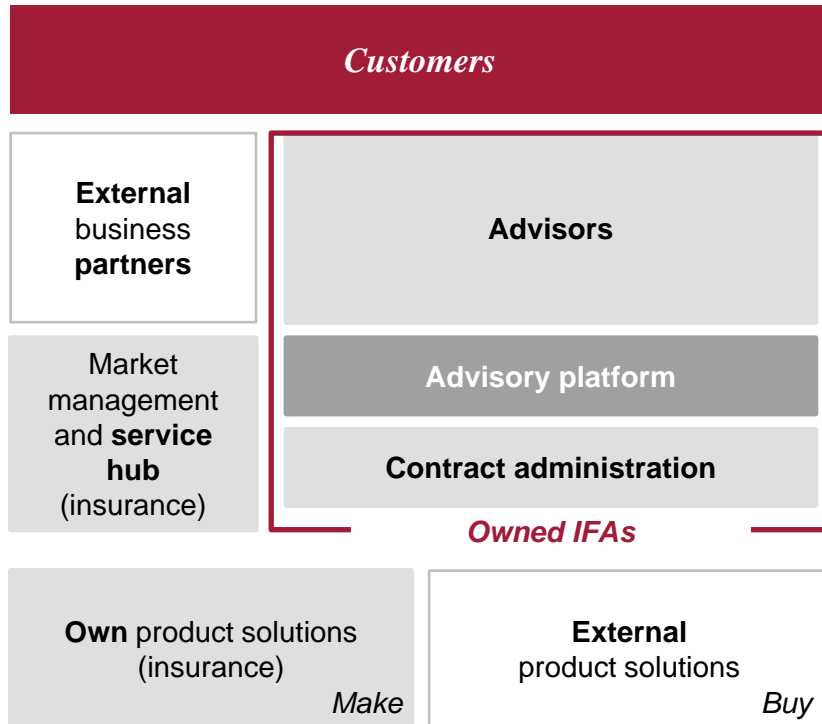 Customers
External
business
partners
Advisors
Market
management
and service
hub
(insurance)
Advisory platform
Contract administration
Owned IFAs
Own product solutions
(insurance)
Make
External
product solutions
Buy